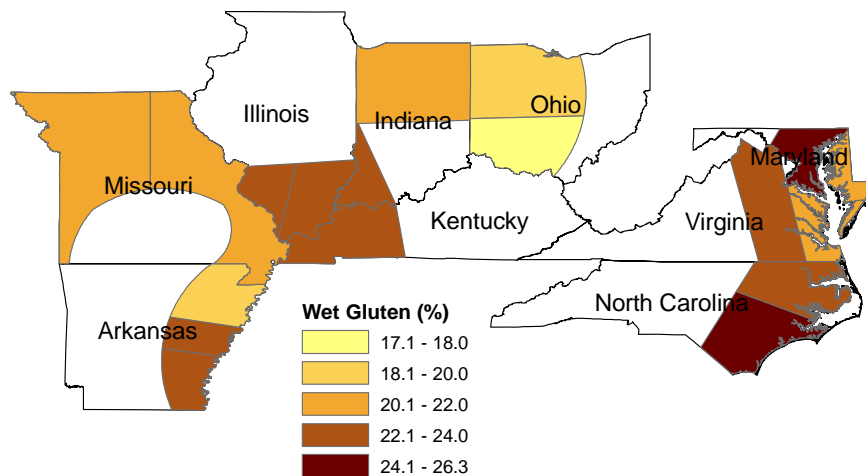 Illinois
Indiana
Ohio
Missouri
Kentucky
Virginia
Maryland
Arkansas
North Carolina
Wet Gluten (%)
17.1 - 18.0
18.1 - 20.0
20.1 - 22.0
22.1 - 24.0
24.1 - 26.3